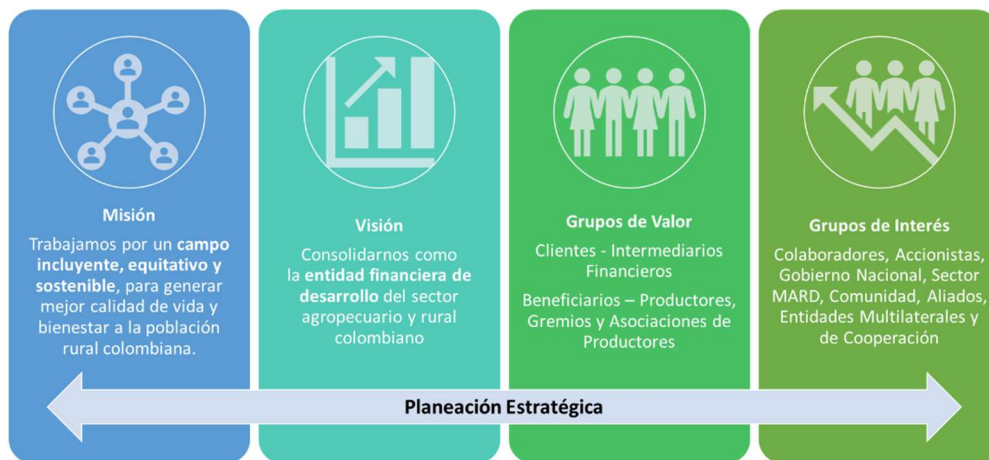 Misión
Trabajamos por un campo
incluyente, equitativo y
sostenible, para generar
mejor calidad de vida y
bienestar a la población
rural colombiana.
Visión
Consolidarnos como
la entidad financiera de
desarrollo del sector
agropecuario y rural
colombiano
Grupos de Valor
Clientes - Intermediarios
Financieros
Beneficiarios – Productores,
Gremios y Asociaciones de
Productores
Grupos de Interés
Colaboradores, Accionistas,
Gobierno Nacional, Sector
MARD, Comunidad, Aliados,
Entidades Multilaterales y
de Cooperación
Planeación Estratégica